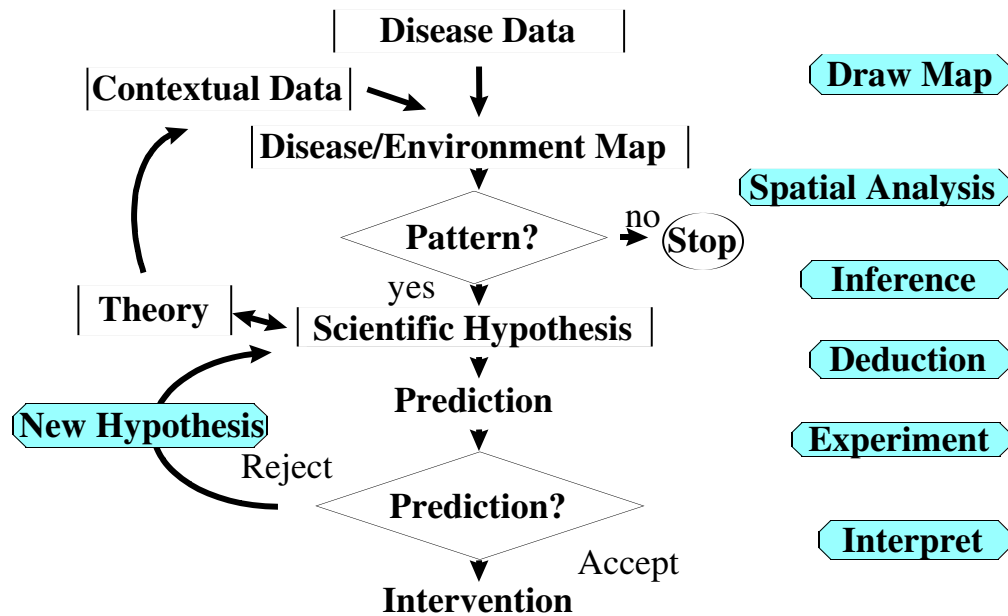 Disease Data
Draw Map
Contextual Data
Disease/Environment Map
Spatial Analysis
Pattern?
no
Stop
Inference
yes
Theory
Scientific Hypothesis
Deduction
Prediction
New Hypothesis
Experiment
Reject
Prediction?
Interpret
Accept
Intervention